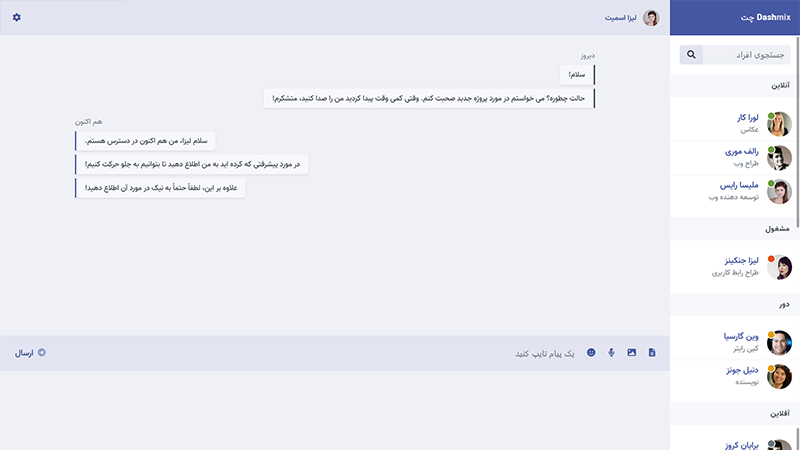 Dashmix چت
جستجوی افراد
آنلاین
لورا کار
عکاس
رالف موری
طراح وب
ملیسا رایس
توسعه دهنده وب
مشغول
لیزا جنکینز
طراح رابط کاربری
دور
وین گارسیا
کپی رایتر
دنیل جونز
نویسنده
آفلاین
برایان کروز
لیزا اسمیت
دیروز
سلام!
حالت چطوره؟ می خواستم در مورد پروژه جدید صحبت کنم. وقتی کمی وقت پیدا کردید من را صدا کنید، متشکرم!
هم اکنون
سلام لیزا، من هم اکنون در دسترس هستم.
در مورد پیشرفتی که کرده اید به من اطلاع دهید تا بتوانیم به جلو حرکت کنیم!
علاوه بر این، لطفاً حتماً به نیک در مورد آن اطلاع دهید!
یک پیام تایپ کنید
ارسال